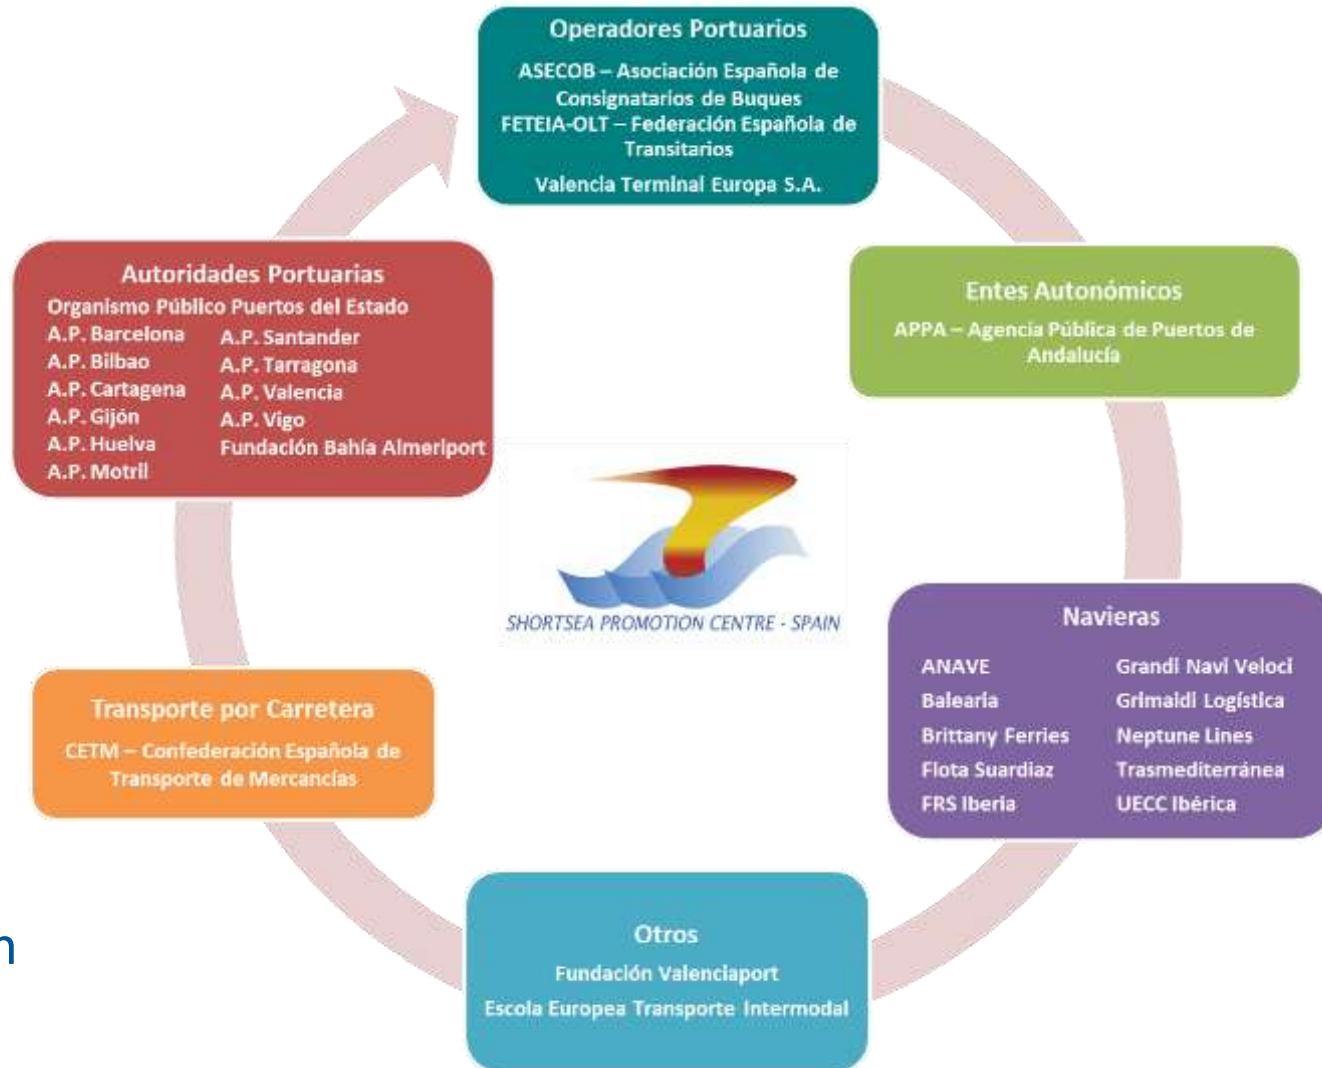 Operadores Portuarios
ASECOB – Asociación Española de
Consignatarios de Buques
FETEIA-OLT – Federación Española de
Transitarios
Valencia Terminal Europa S.A.
Entes Autonómicos
APPA – Agencia Pública de Puertos de
Andalucía
Navieras
ANAVE
Balearia
Brittany Ferries
Flota Suardiaz
FRS Iberia
Grandi Navi Veloci
Grimaldi Logística
Neptune Lines
Trasmediterránea
UECC Ibérica
Otros
Fundación Valenciaport
Escola Europea Transporte Intermodal
Transporte por Carretera
CETM – Confederación Española de
Transporte de Mercancías
Autoridades Portuarias
Organismo Público Puertos del Estado
A.P. Barcelona
A.P. Bilbao
A.P. Cartagena
A.P. Gijón
A.P. Huelva
A.P. Motril
A.P. Santander
A.P. Tarragona
A.P. Valencia
A.P. Vigo
Fundación Bahía Almeriport
SHORTSEA PROMOTION CENTRE - SPAIN
n